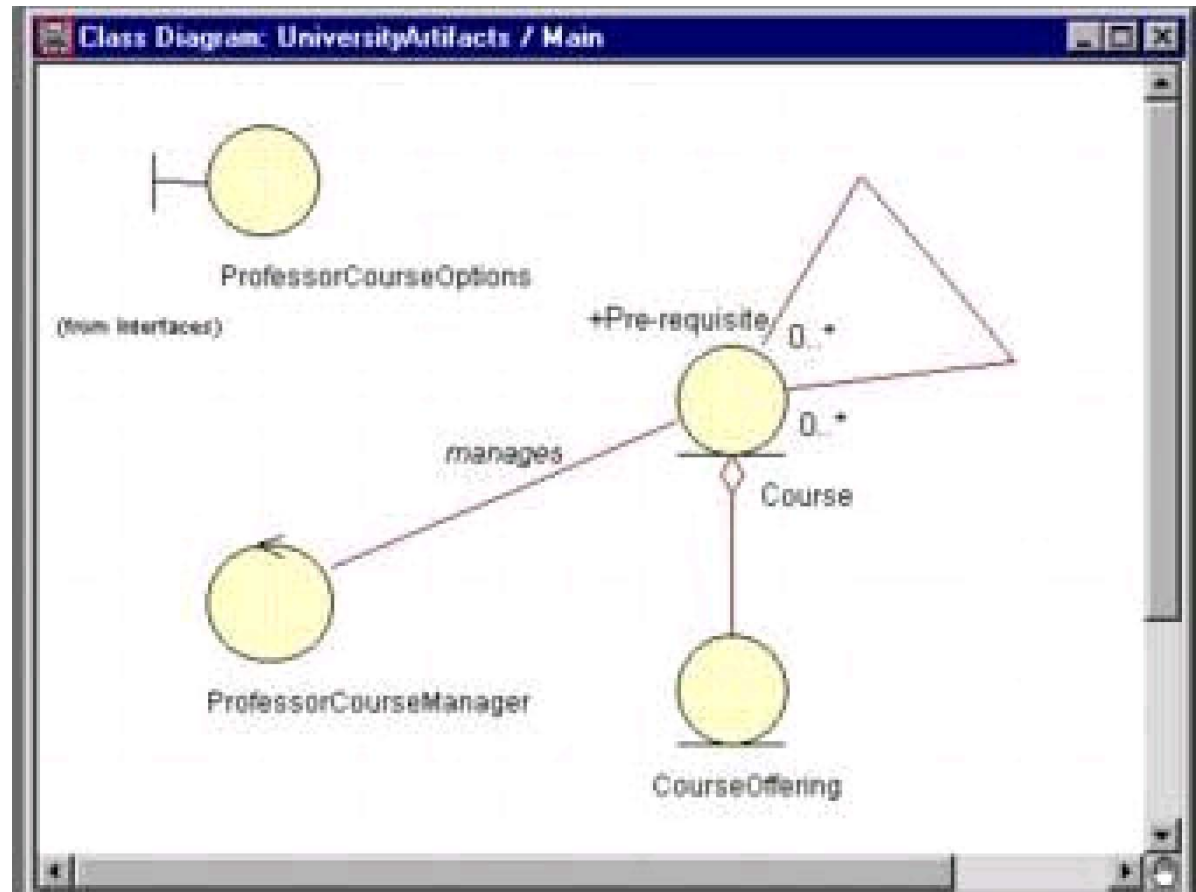 Class Diagram: UniversityArtifacts / Main
ProfessorCourseOptions
(from Interfaces)
+Pre-requisite
0..*
0..*
manages
Course
ProfessorCourseManager
CourseOffering